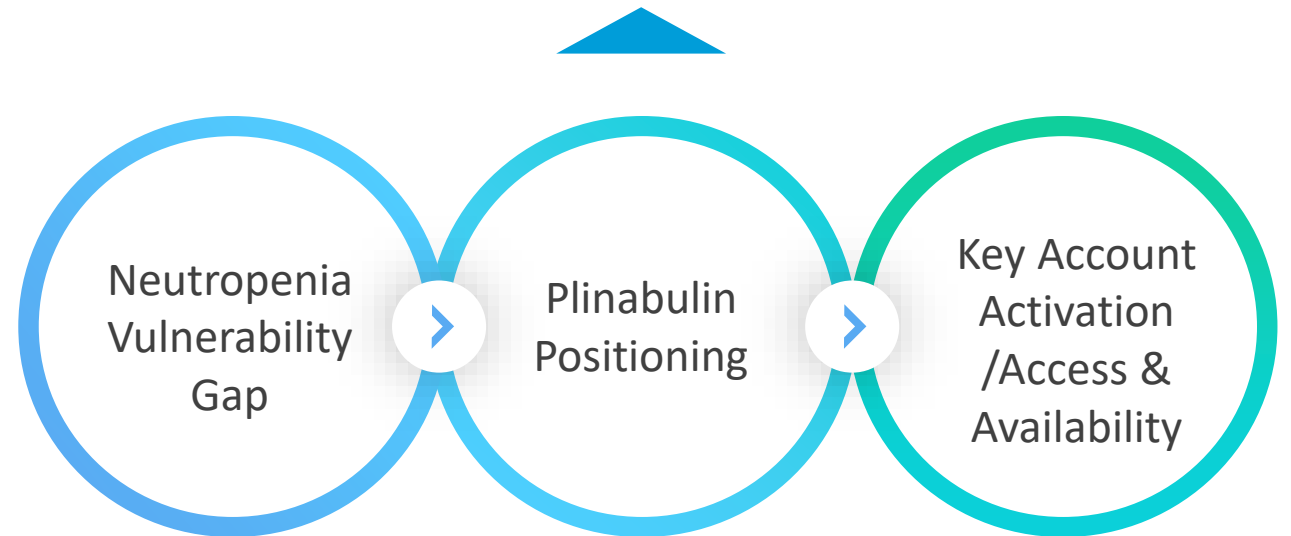 Neutropenia
Vulnerability
Gap
Plinabulin
Positioning
Key Account
Activation
/Access &
Availability